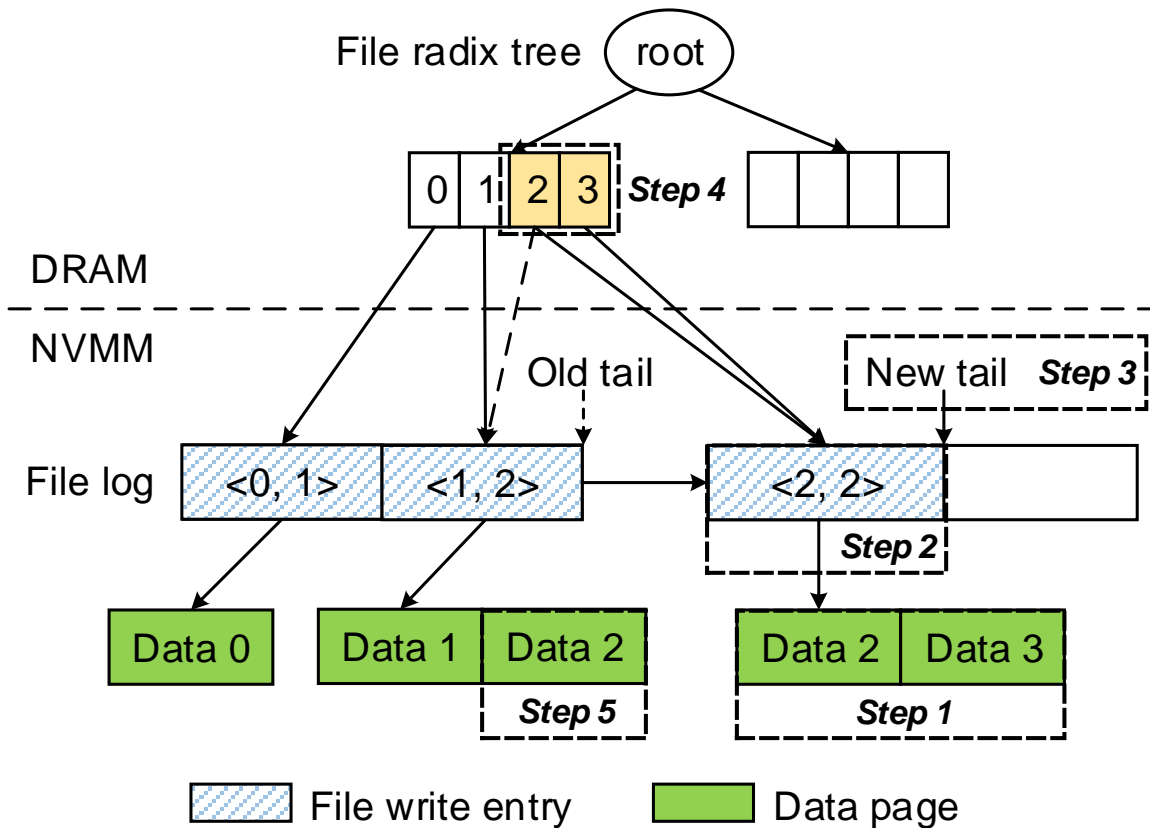 File radix tree root
0 1 2 3 Step 4
DRAM
NVMM
Old tail New tail Step 3
File log <0, 1> <1, 2> <2, 2>
Step 2
Data 0 Data 1 Data 2 Data 2 Data 3
Step 5 Step 1
File write entry Data page